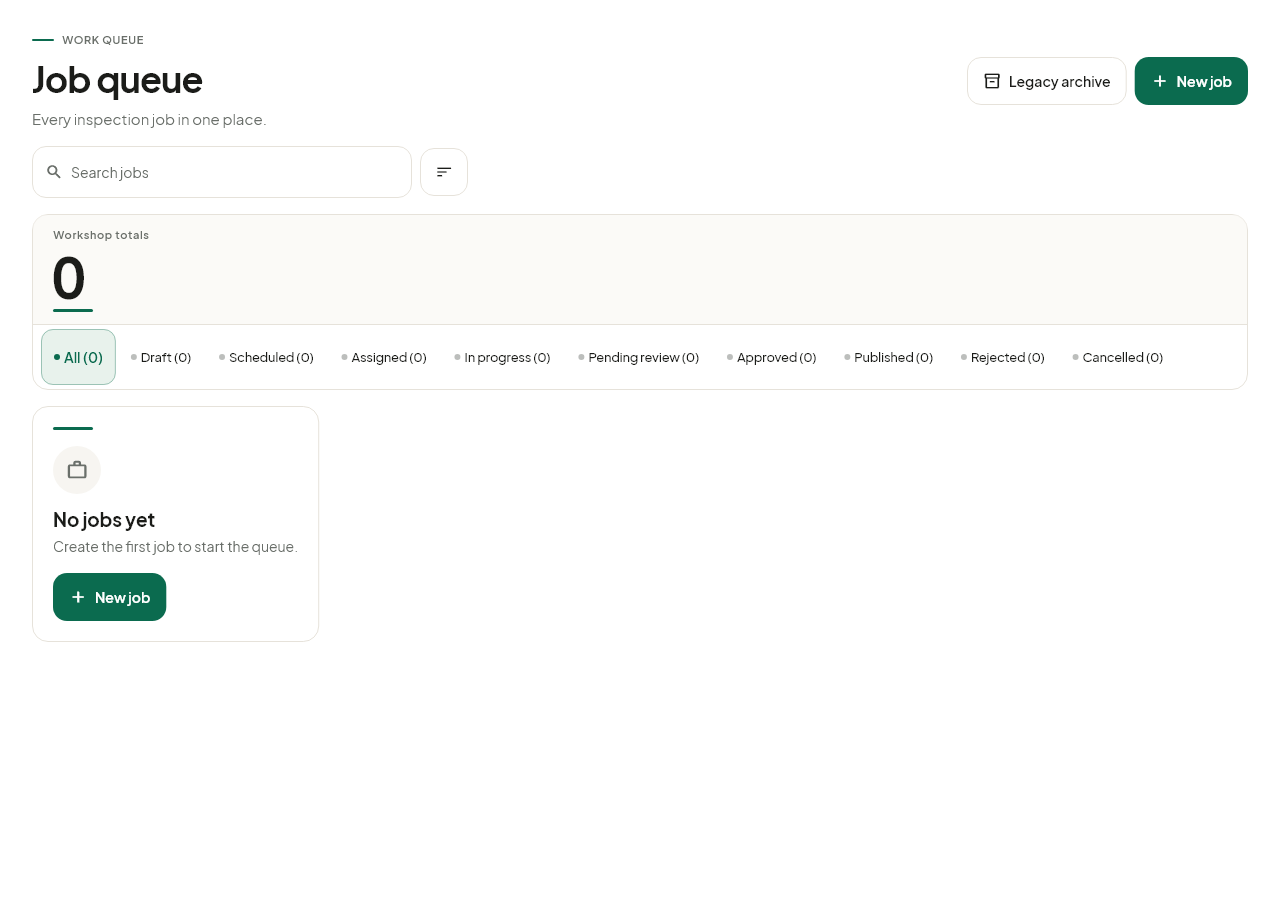 WORK QUEUE
Job queue
Every inspection job in one place.
Legacy archive
New job
Search jobs
Workshop totals
0
All (0) Draft (0) Scheduled (0) Assigned (0) In progress (0) Pending review (0) Approved (0) Published (0) Rejected (0) Cancelled (0)
No jobs yet
Create the first job to start the queue.
New job